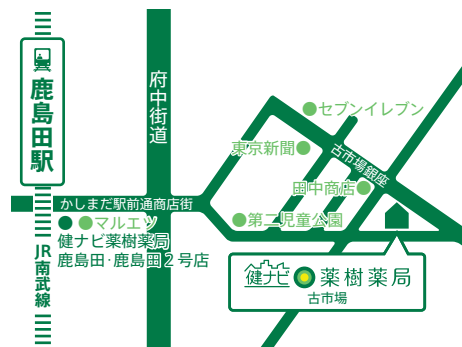 鹿島田駅
府中街道
セブンイレブン
東京新聞
古市場銀座
田中商店
かしまだ駅前通商店街
マルエツ
第二児童公園
健ナビ薬樹薬局
鹿島田･鹿島田２号店
JR南武線
健ナビ 薬樹薬局
古市場